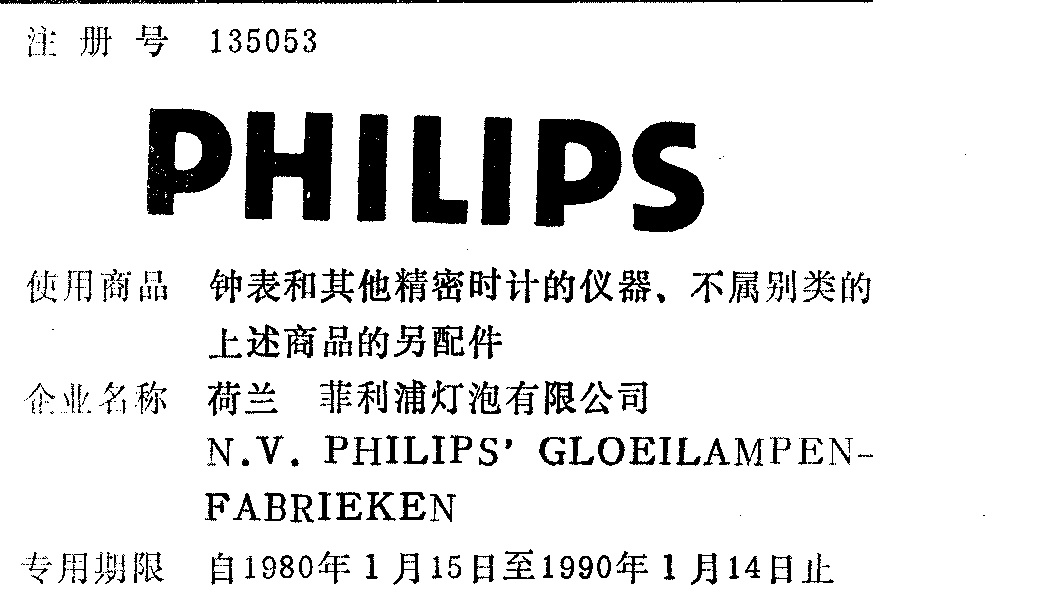 注册号 135053
PHILIPS
使用商品 钟表和其他精密时计的仪器、不属别类的
上述商品的另配件
企业名称 荷兰 菲利浦灯泡有限公司
N.V. PHILIPS' GLOEILAMPEN-
FABRIEKEN
专用期限 自1980年1月15日至1990年1月14日止